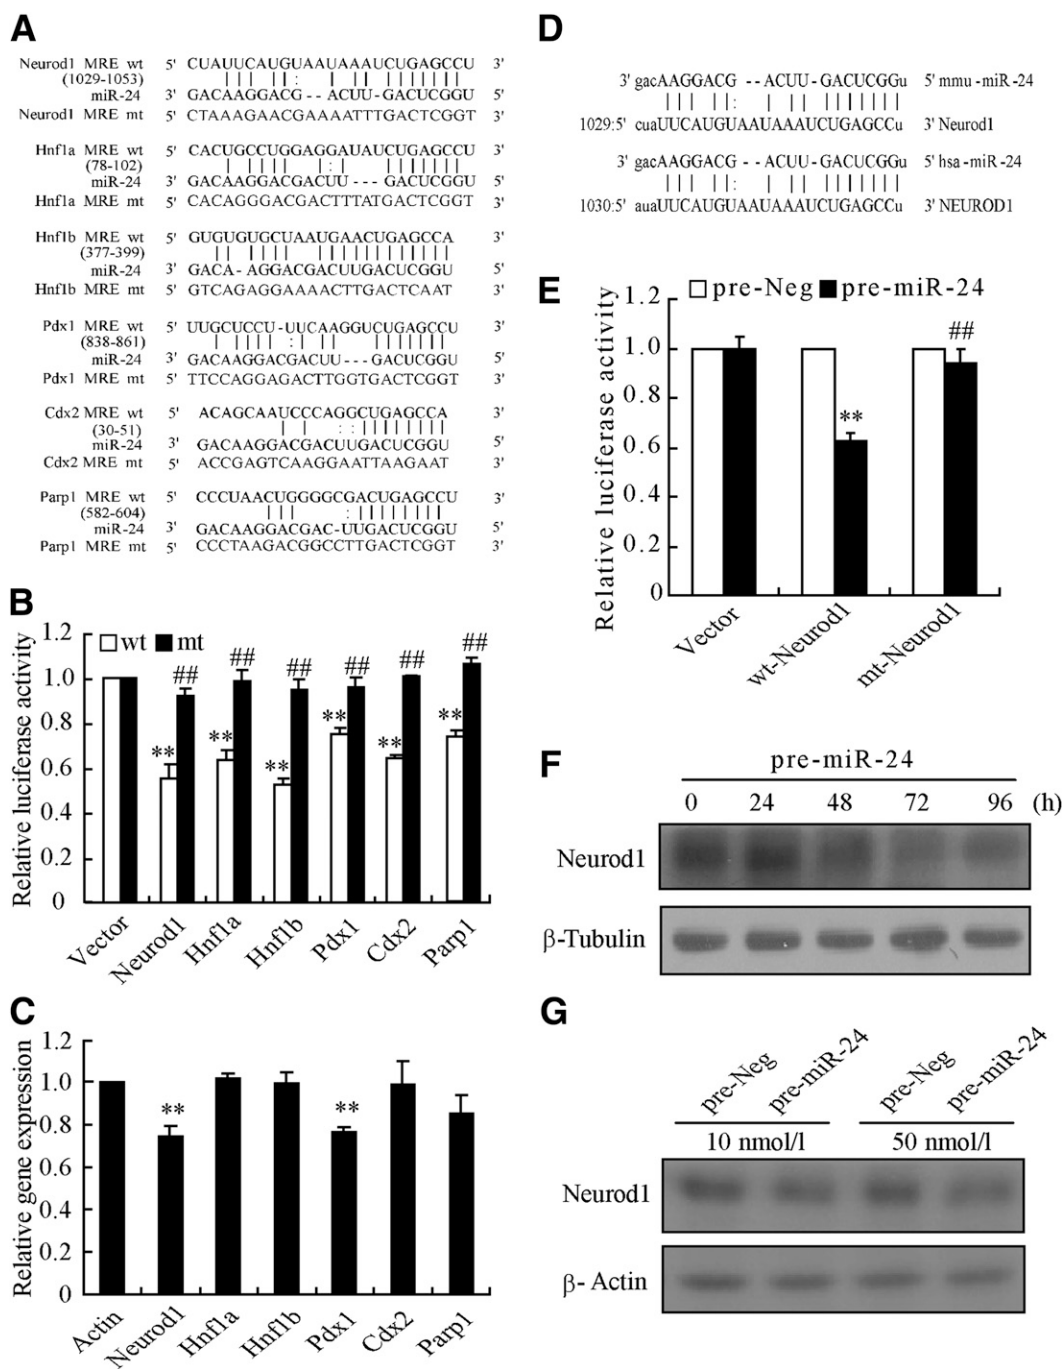 A
Neurod1 MRE wt 5' CUAUUCAUGUAAUAAAUCUGAGCCU 3'
(1029-1053)
miR-24 3' GACAAGGACG--ACUU-GACUCGGU 5'
Neurod1 MRE mt 5' CTAAAGAACGAAAATTTGACTCGGT 3'
Hnf1a MRE wt 5' CACUGCCUGGAGGAUAUCUGAGCCU 3'
(78-102)
miR-24 3' GACAAGGACGACUU---GACUCGGU 5'
Hnf1a MRE mt 5' CACAGGGACGACTTTATGACTCGGT 3'
Hnf1b MRE wt 5' GUGUGUGCUAAUGAACUGAGCCA 3'
(377-399)
miR-24 3' GACA-AGGACGACUUGACUCGGU 5'
Hnf1b MRE mt 5' GTCAGAGGAAAACTTGACTCAAT 3'
Pdx1 MRE wt 5' UUGCUCCU-UUCAAGGUCUGAGCCU 3'
(838-861)
miR-24 3' GACAAGGACGACUU---GACUCGGU 5'
Pdx1 MRE mt 5' TTCCAGGAGACTTGGTGACTCGGT 3'
Cdx2 MRE wt 5' ACAGCAAUCCCAGGCUGAGCCA 3'
(30-51)
miR-24 3' GACAAGGACGACUUGACUCGGU 5'
Cdx2 MRE mt 5' ACCGAGTCAAGGAATTAAGAAT 3'
Parp1 MRE wt 5' CCCUAACUGGGGCGACUGAGCCU 3'
(582-604)
miR-24 3' GACAAGGACGAC-UUGACUCGGU 5'
Parp1 MRE mt 5' CCCTAAGACGGCCTTGACTCGGT 3'
B
Relative luciferase activity
1.2
1.0
0.8
0.6
0.4
0.2
0
wt mt
** ## ** ## ** ## ** ## ** ## ** ##
Vector Neurod1 Hnf1a Hnf1b Pdx1 Cdx2 Parp1
C
Relative gene expression
1.2
1.0
0.8
0.6
0.4
0.2
0
** **
Actin Neurod1 Hnf1a Hnf1b Pdx1 Cdx2 Parp1
D
3' gacAAGGACG--ACUU-GACUCGGu 5' mmu-miR-24
1029:5' cuaUUCAUGUAAUAAAUCUGAGCCu 3' Neurod1
3' gacAAGGACG--ACUU-GACUCGGu 5' hsa-miR-24
1030:5' auaUUCAUGUAAUAAAUCUGAGCCu 3' NEUROD1
E
Relative luciferase activity
1.2
1.0
0.8
0.6
0.4
0.2
0
pre-Neg pre-miR-24
** ##
Vector wt-Neurod1 mt-Neurod1
F
pre-miR-24
0 24 48 72 96 (h)
Neurod1
β-Tubulin
G
pre-Neg pre-miR-24 pre-Neg pre-miR-24
10 nmol/l 50 nmol/l
Neurod1
β- Actin